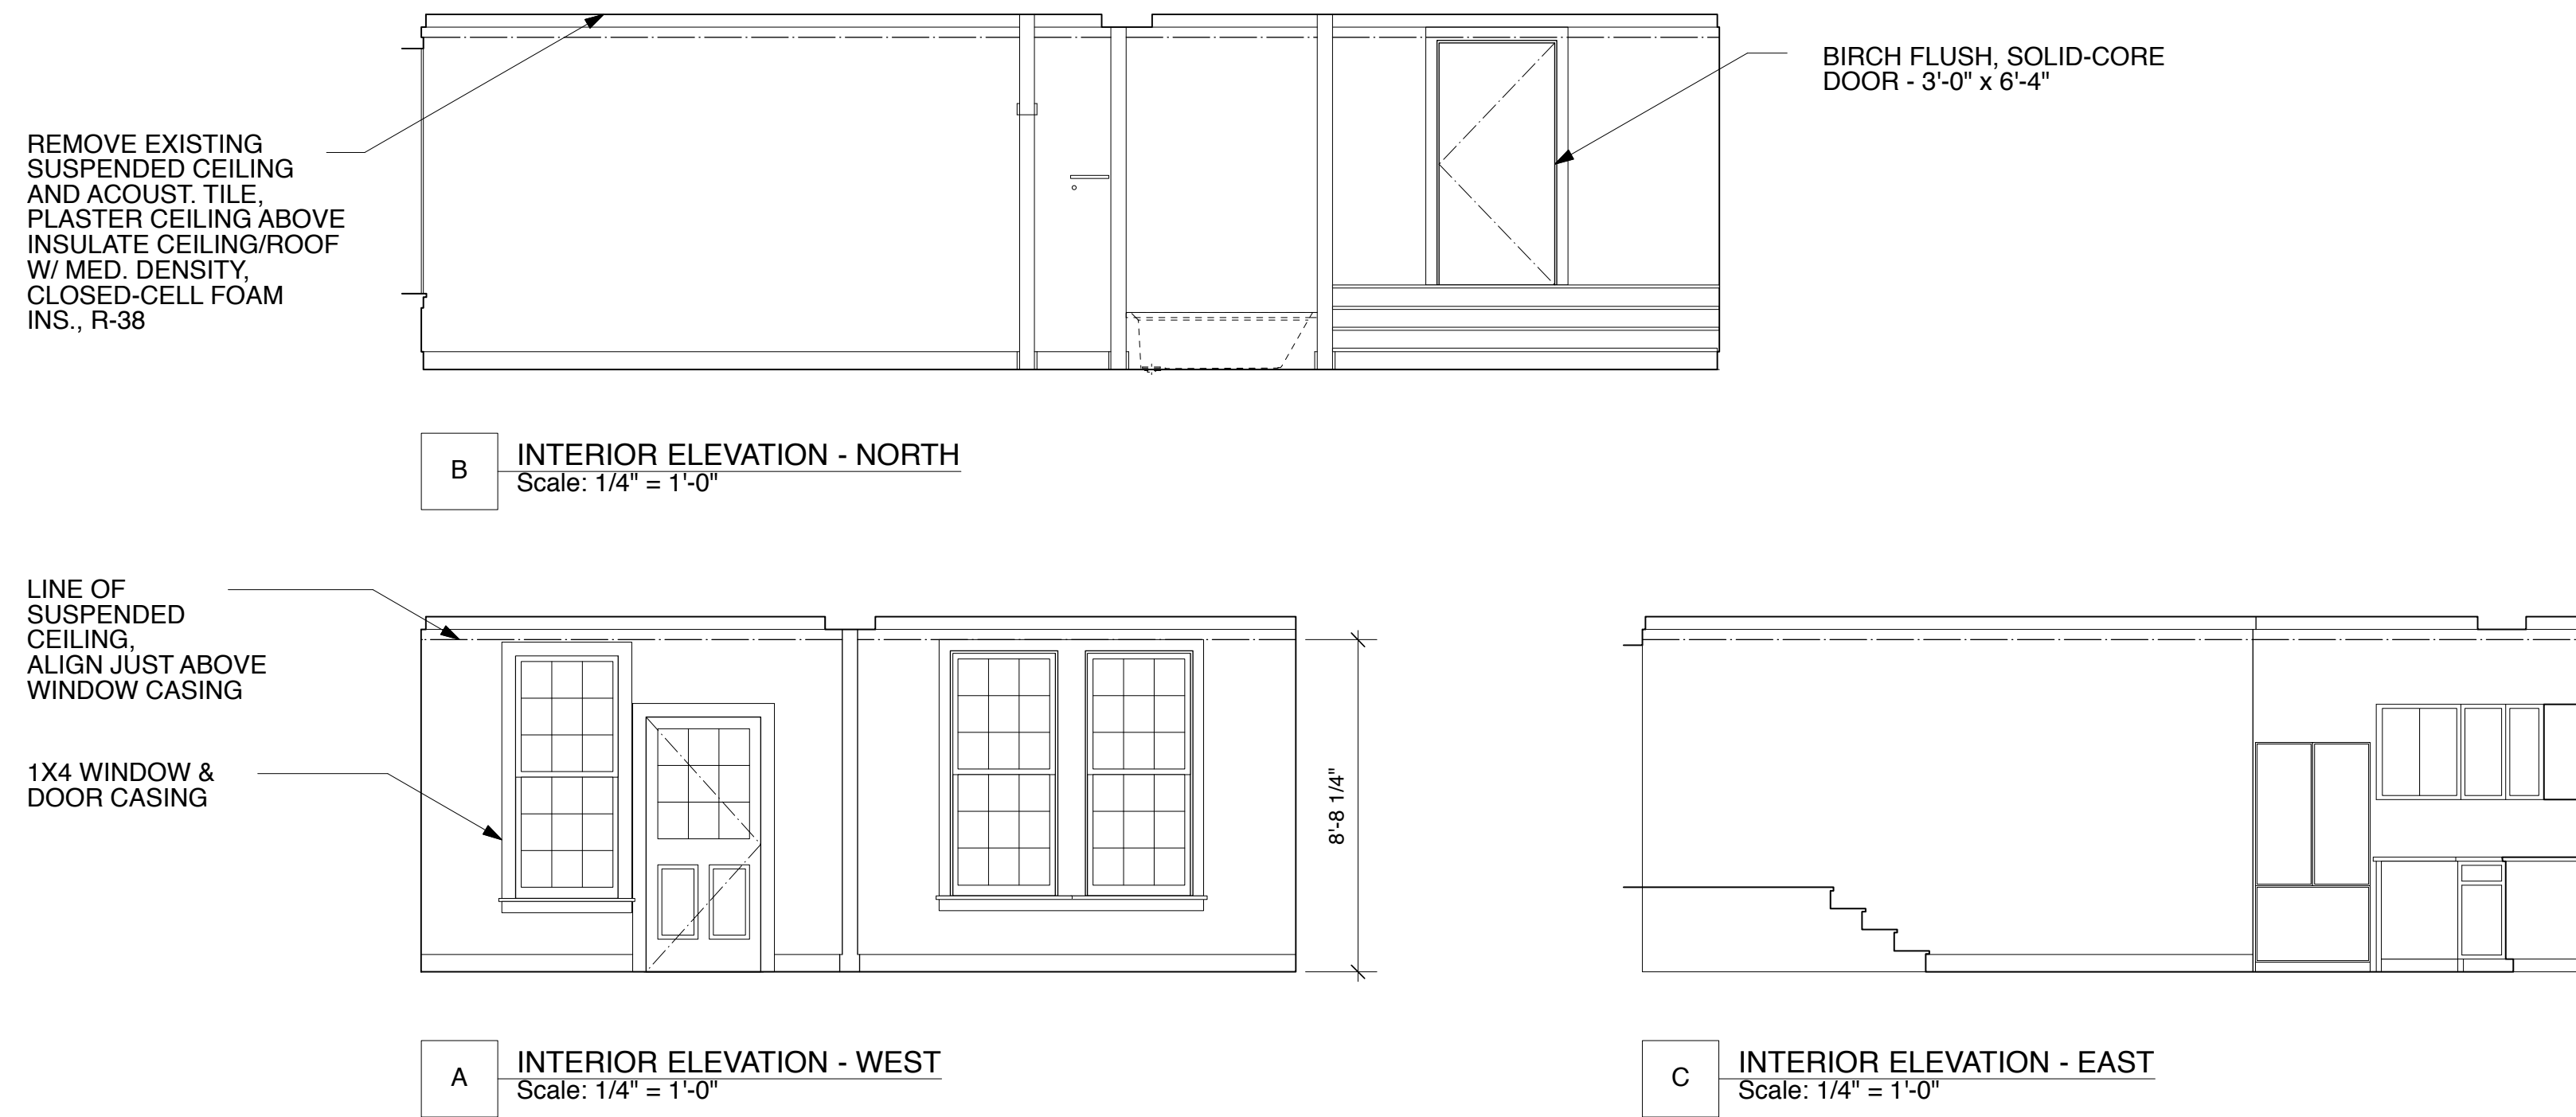 BIRCH FLUSH, SOLID-CORE
DOOR - 3'-0" x 6'-4"
REMOVE EXISTING
SUSPENDED CEILING
AND ACOUST. TILE,
PLASTER CEILING ABOVE
INSULATE CEILING/ROOF
W/ MED. DENSITY,
CLOSED-CELL FOAM
INS., R-38
B
INTERIOR ELEVATION - NORTH
Scale: 1/4" = 1'-0"
LINE OF
SUSPENDED
CEILING,
ALIGN JUST ABOVE
WINDOW CASING
1X4 WINDOW &
DOOR CASING
8'-8 1/4"
A
INTERIOR ELEVATION - WEST
Scale: 1/4" = 1'-0"
C
INTERIOR ELEVATION - EAST
Scale: 1/4" = 1'-0"